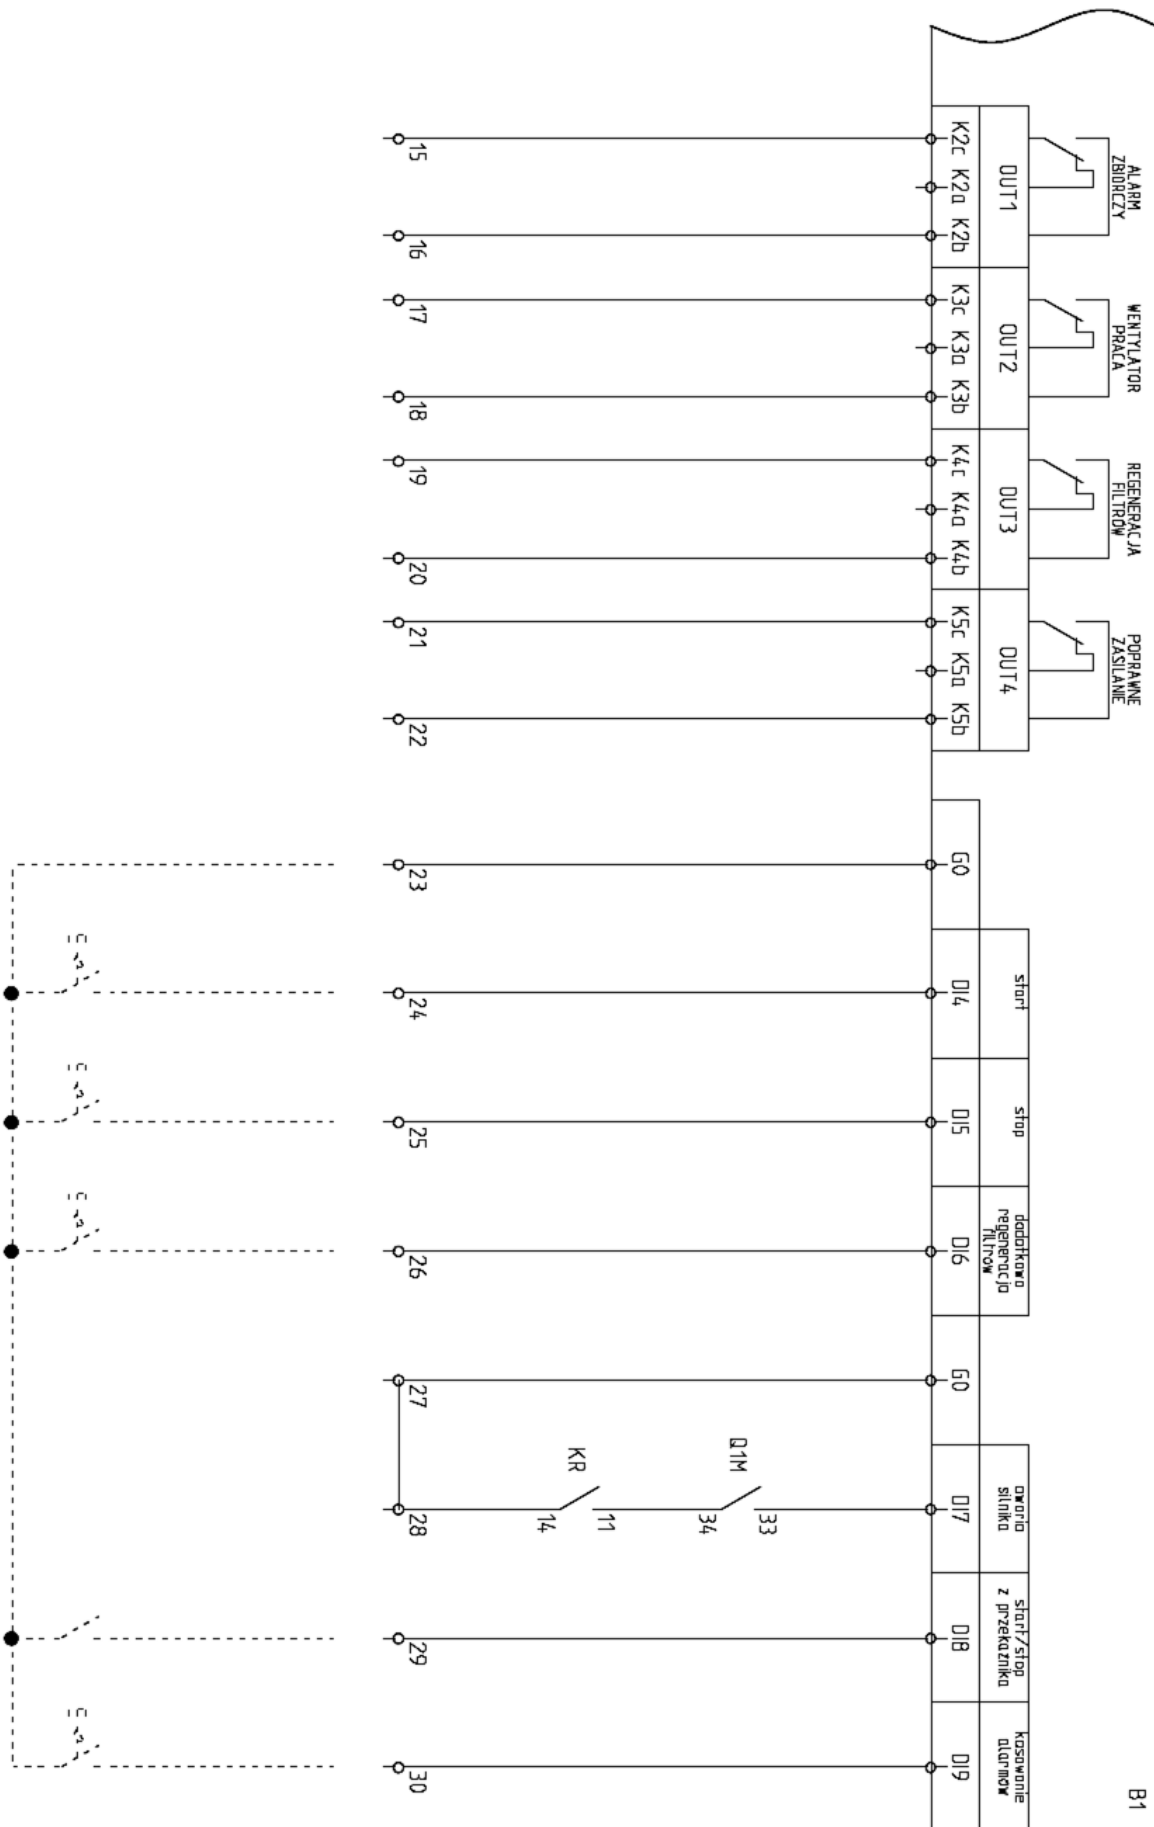 B1
ALARM
ZBIORCZY
WENTYLATOR
PRACA
REGENERACJA
FILTRÓW
POPRAWNE
ZASILANIE
OUT1
OUT2
OUT3
OUT4
start
stop
dodatkowa
regeneracja
filtrów
awaria
silnika
start/stop
z przekaźnika
kasowanie
alarmów
K2c K2a K2b K3c K3a K3b K4c K4a K4b K5c K5a K5b G0 DI4 DI5 DI6 G0 DI7 DI8 DI9
33
Q1M
34
11
KR
14
15 16 17 18 19 20 21 22 23 24 25 26 27 28 29 30